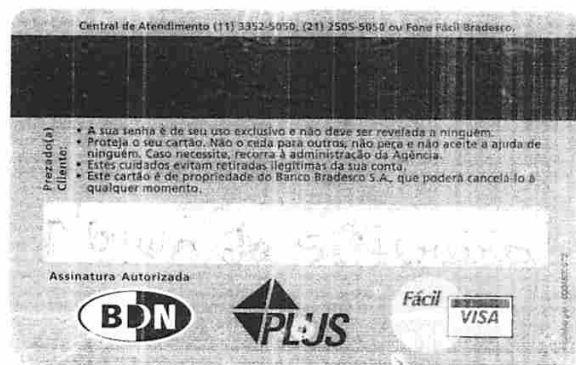 Central de Atendimento (11) 3352-5050, (21) 2505-5050 ou Fone Fácil Bradesco.
Prezado(a)
Cliente:
• A sua senha é de seu uso exclusivo e não deve ser revelada a ninguém.
• Proteja o seu cartão. Não o ceda para outros, não peça e não aceite a ajuda de
ninguém. Caso necessite, recorra à administração da Agência.
• Estes cuidados evitam retiradas ilegítimas da sua conta.
• Este cartão é de propriedade do Banco Bradesco S.A., que poderá cancelá-lo a
qualquer momento.
Assinatura Autorizada
BDN
PLUS
Fácil
VISA